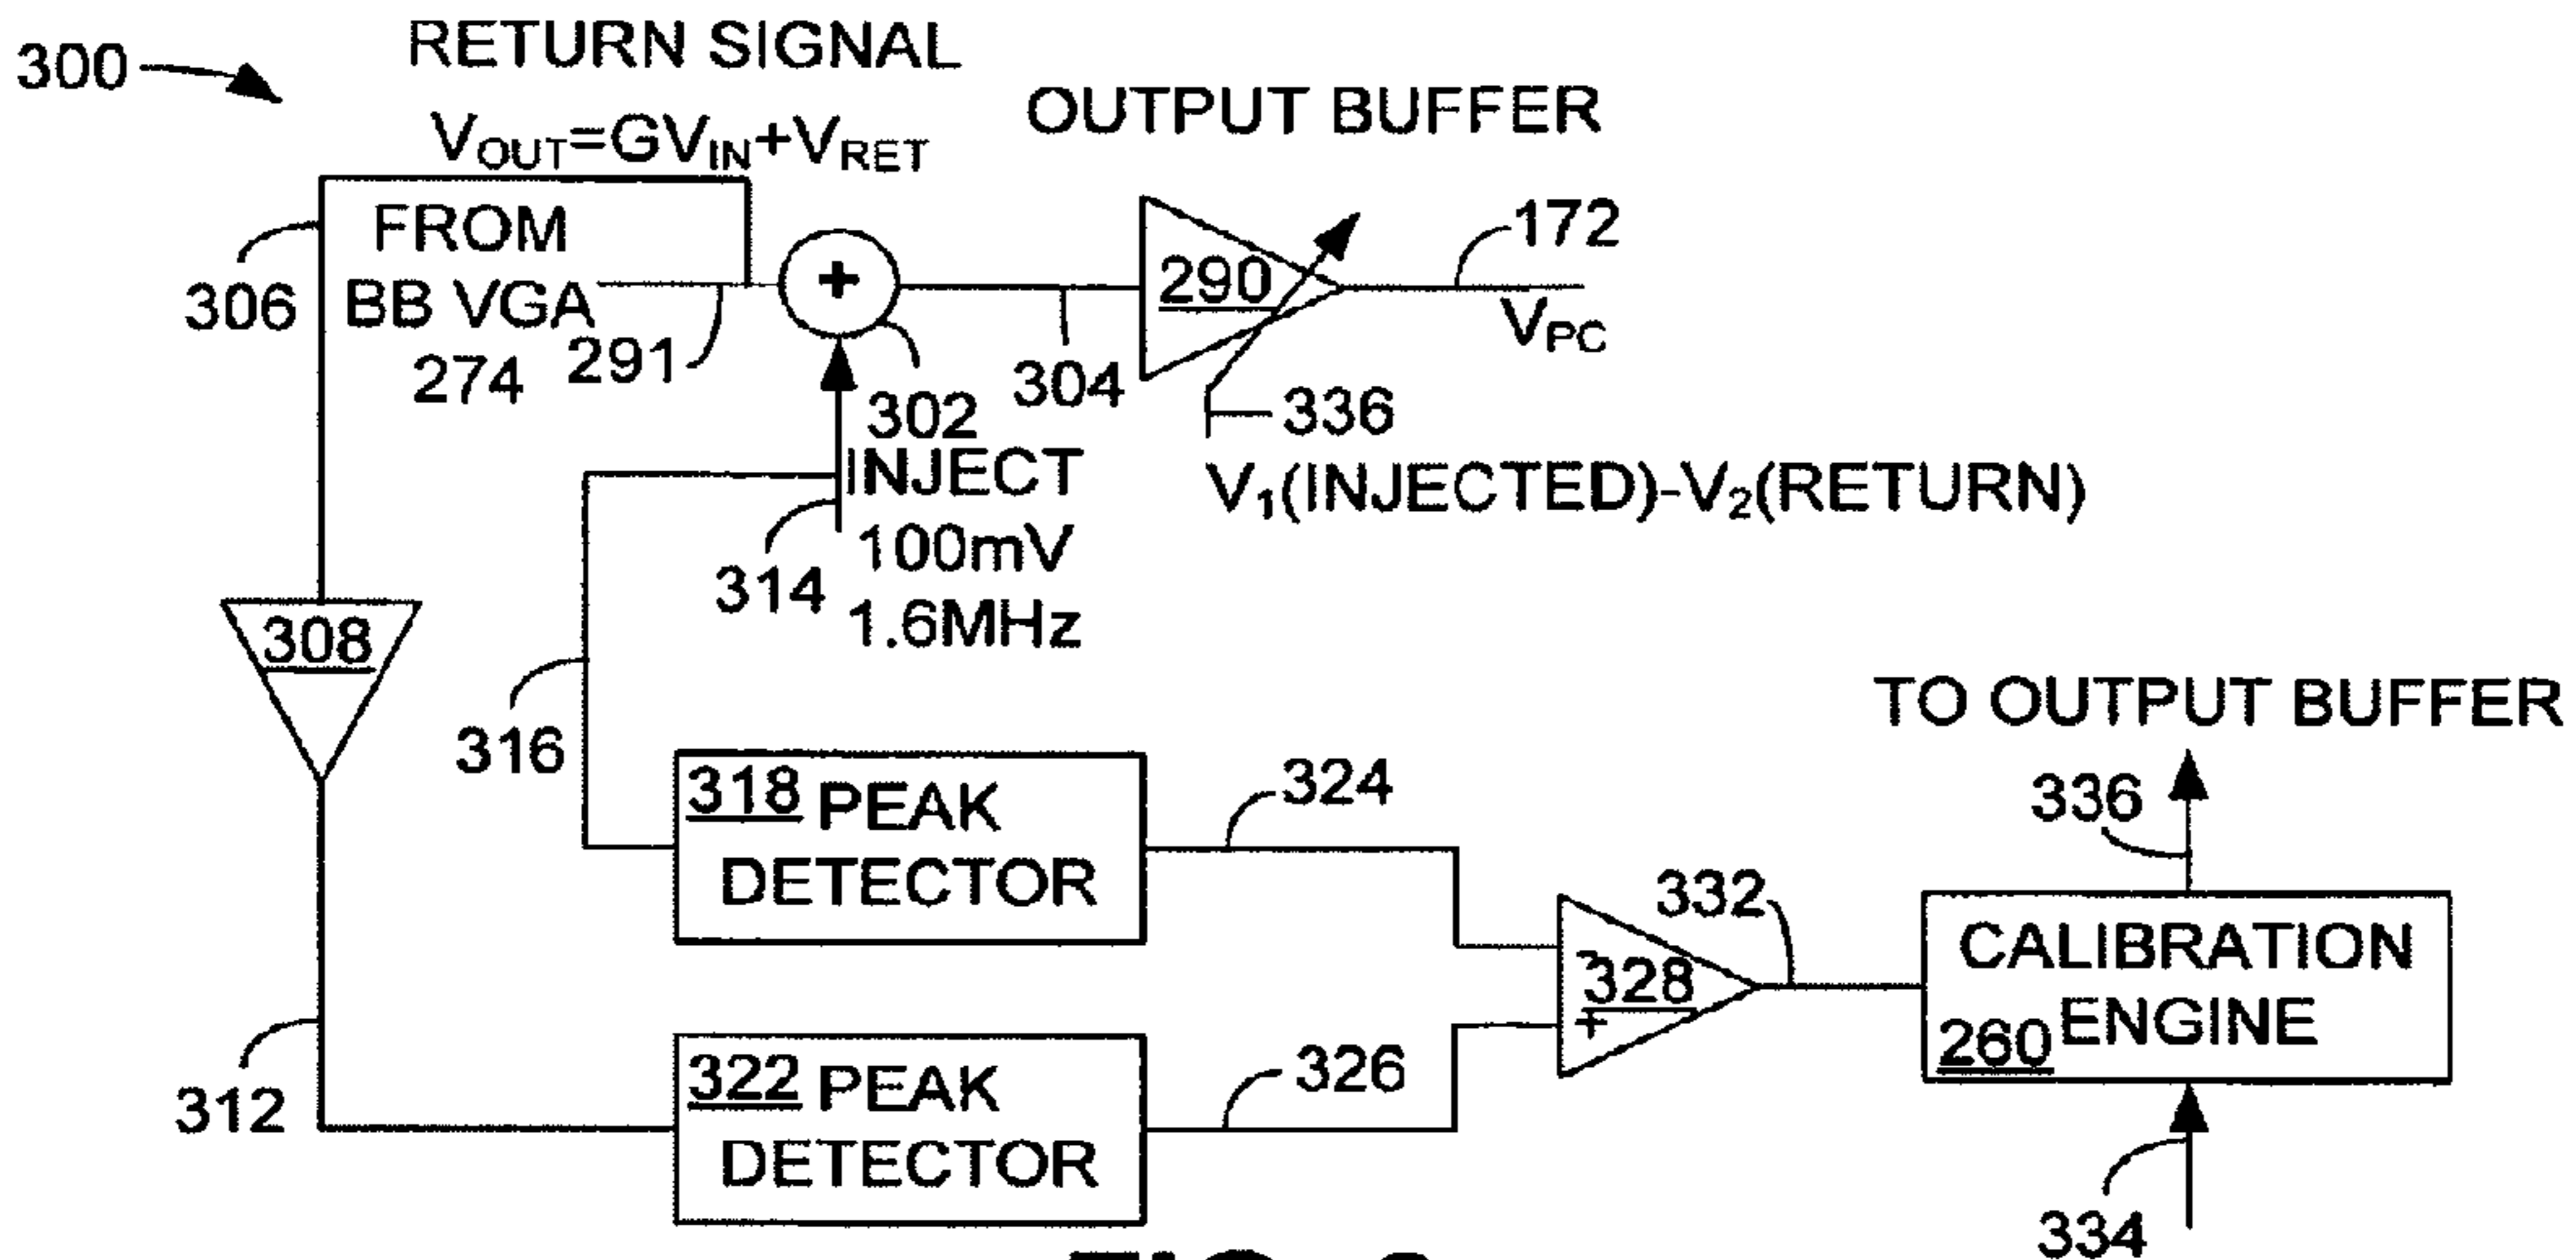 300
RETURN SIGNAL
VOUT=GVIN+VRET
OUTPUT BUFFER
172
FROM
BB VGA
274
306
291
+
302
304
290
VPC
336
V1(INJECTED)-V2(RETURN)
INJECT
100mV
1.6MHz
314
308
316
318 PEAK
DETECTOR
324
TO OUTPUT BUFFER
336
332
-
328
+
CALIBRATION
ENGINE
260
312
322 PEAK
DETECTOR
326
334